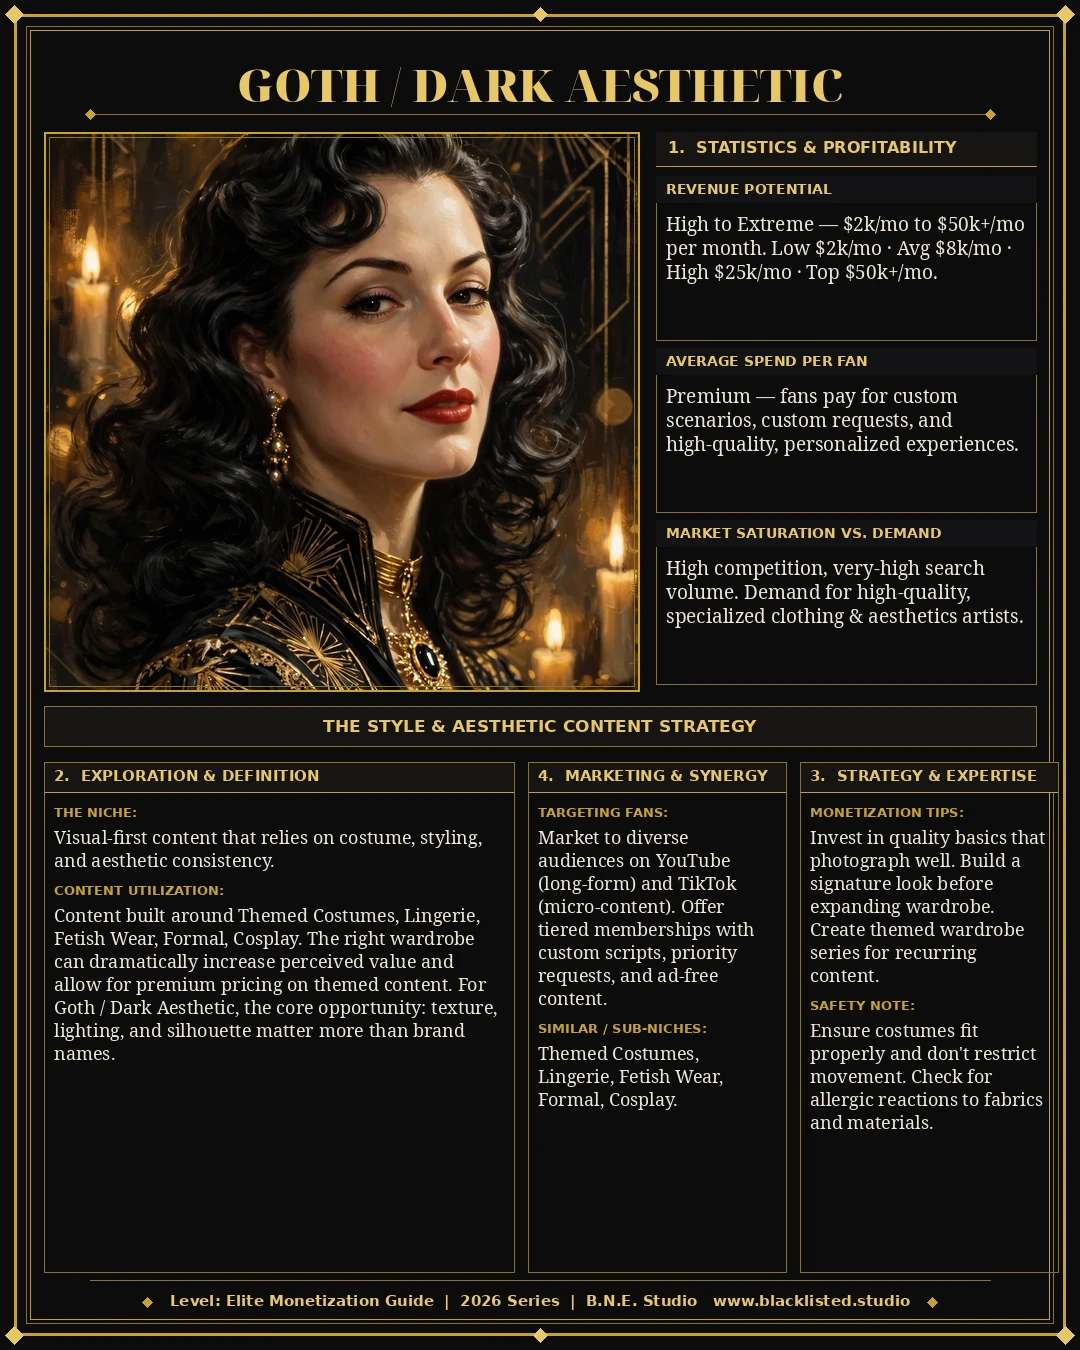 GOTH / DARK AESTHETIC
1. STATISTICS & PROFITABILITY
REVENUE POTENTIAL
High to Extreme — $2k/mo to $50k+/mo
per month. Low $2k/mo · Avg $8k/mo ·
High $25k/mo · Top $50k+/mo.
AVERAGE SPEND PER FAN
Premium — fans pay for custom
scenarios, custom requests, and
high-quality, personalized experiences.
MARKET SATURATION VS. DEMAND
High competition, very-high search
volume. Demand for high-quality,
specialized clothing & aesthetics artists.
THE STYLE & AESTHETIC CONTENT STRATEGY
2. EXPLORATION & DEFINITION
THE NICHE:
Visual-first content that relies on costume, styling,
and aesthetic consistency.
CONTENT UTILIZATION:
Content built around Themed Costumes, Lingerie,
Fetish Wear, Formal, Cosplay. The right wardrobe
can dramatically increase perceived value and
allow for premium pricing on themed content. For
Goth / Dark Aesthetic, the core opportunity: texture,
lighting, and silhouette matter more than brand
names.
4. MARKETING & SYNERGY
TARGETING FANS:
Market to diverse
audiences on YouTube
(long-form) and TikTok
(micro-content). Offer
tiered memberships with
custom scripts, priority
requests, and ad-free
content.
SIMILAR / SUB-NICHES:
Themed Costumes,
Lingerie, Fetish Wear,
Formal, Cosplay.
3. STRATEGY & EXPERTISE
MONETIZATION TIPS:
Invest in quality basics that
photograph well. Build a
signature look before
expanding wardrobe.
Create themed wardrobe
series for recurring
content.
SAFETY NOTE:
Ensure costumes fit
properly and don't restrict
movement. Check for
allergic reactions to fabrics
and materials.
Level: Elite Monetization Guide | 2026 Series | B.N.E. Studio www.blacklisted.studio